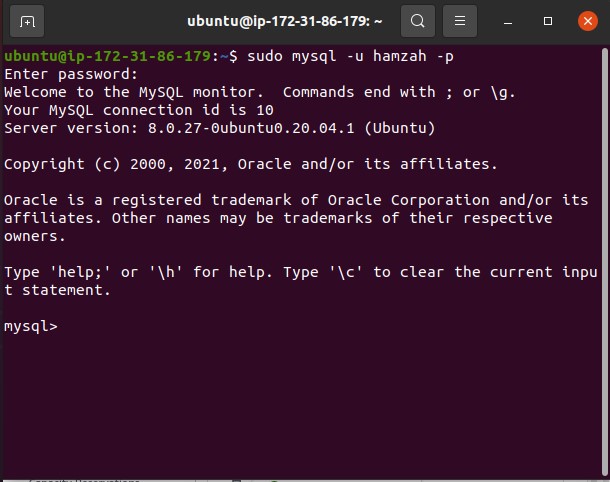 ubuntu@ip-172-31-86-179: ~
ubuntu@ip-172-31-86-179:~$ sudo mysql -u hamzah -p
Enter password:
Welcome to the MySQL monitor.  Commands end with ; or \g.
Your MySQL connection id is 10
Server version: 8.0.27-0ubuntu0.20.04.1 (Ubuntu)
Copyright (c) 2000, 2021, Oracle and/or its affiliates.
Oracle is a registered trademark of Oracle Corporation and/or its
affiliates. Other names may be trademarks of their respective
owners.
Type 'help;' or '\h' for help. Type '\c' to clear the current inpu
t statement.
mysql>